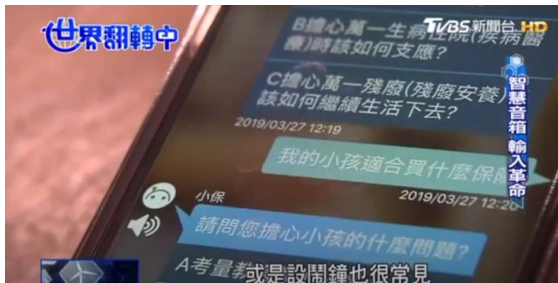 世界翻轉中
TVBS新聞台 HD
智慧音箱 輸入革命
B擔心萬一生病住院(疾病醫
療)時該如何支應?
C擔心萬一殘廢(殘廢安養)
該如何繼續生活下去?
2019/03/27 12:19
我的小孩適合買什麼保
2019/03/27 12:20
小保
請問您擔心小孩的什麼問題?
A考量教
或是設鬧鐘也很常見